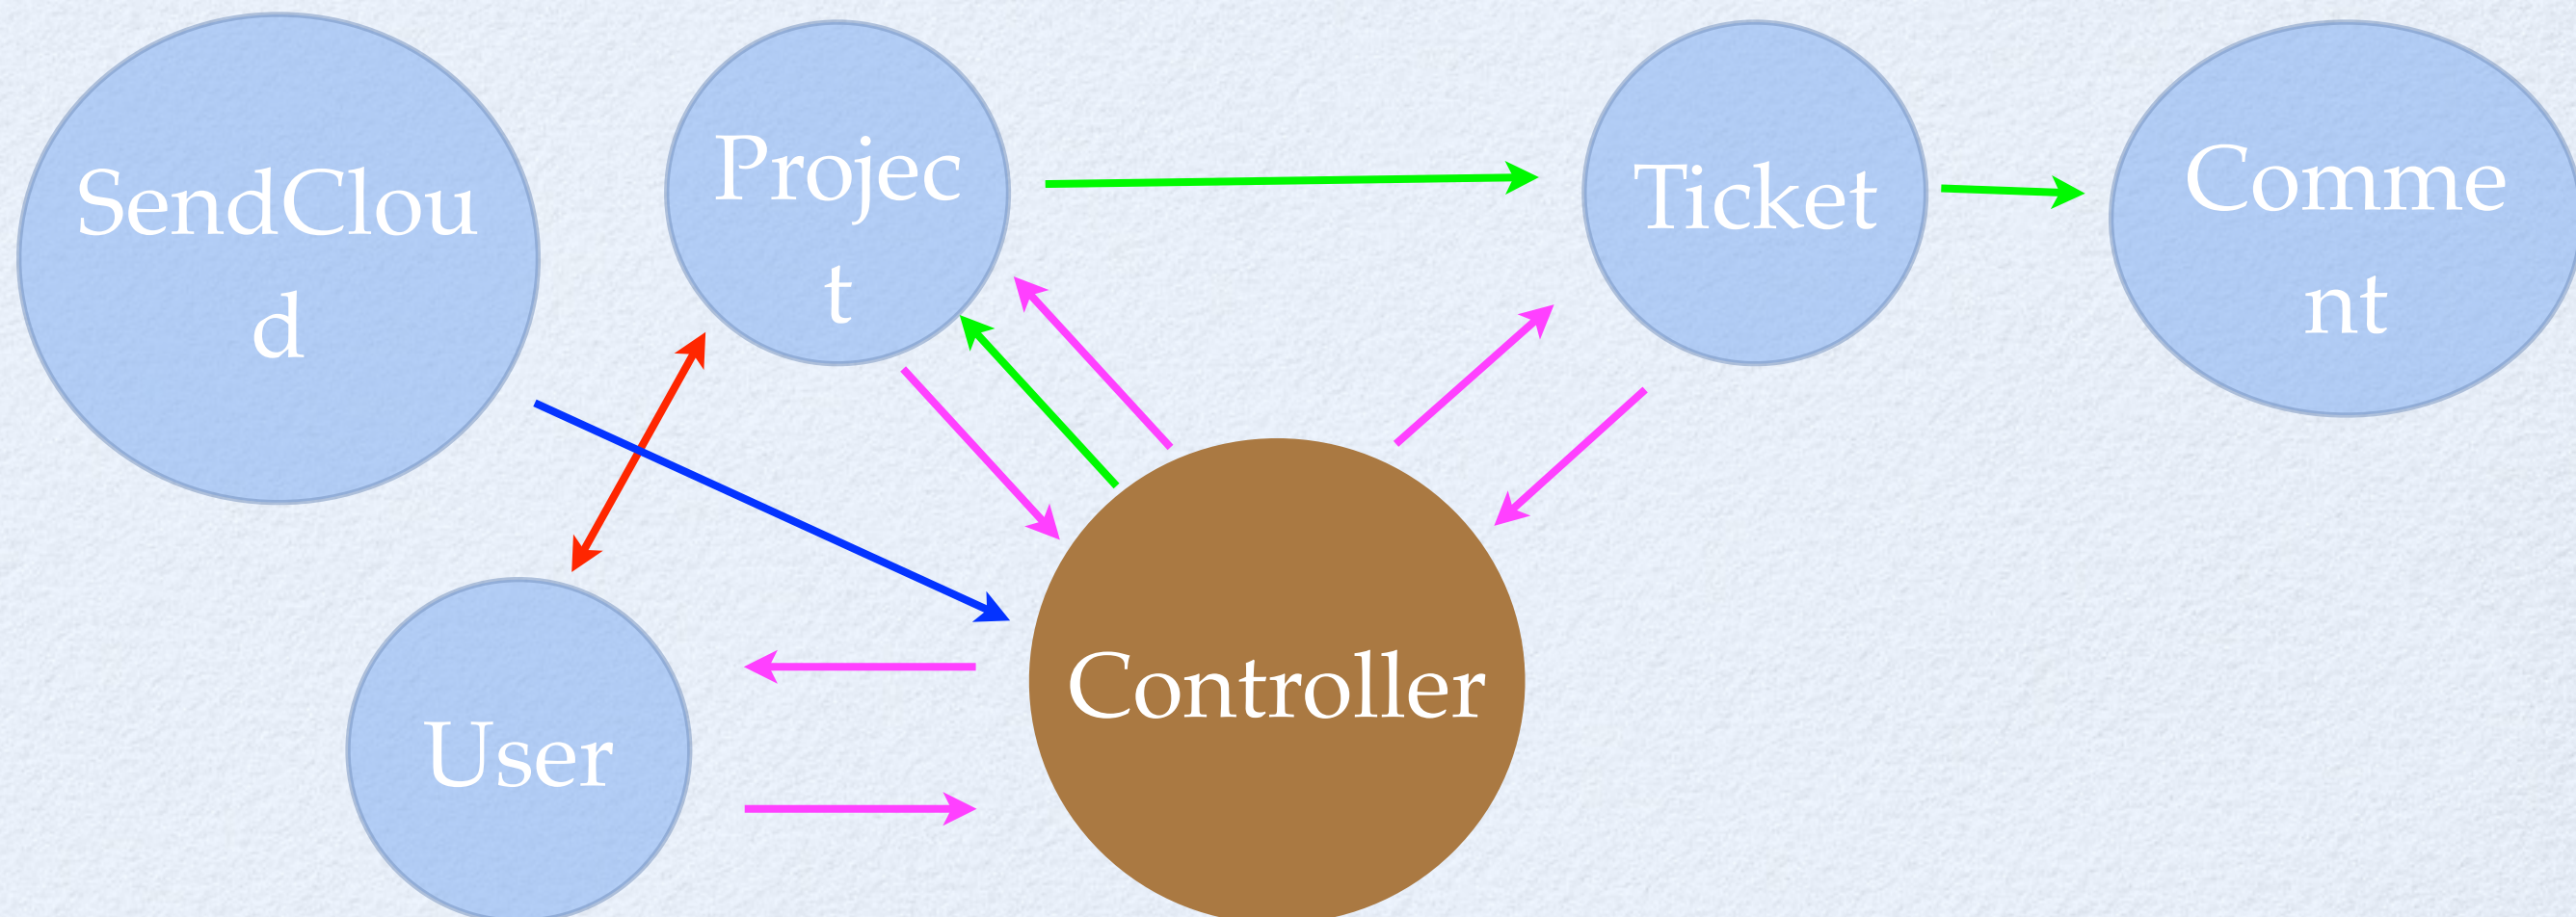 SendClou
d
Projec
t
Ticket
Comme
nt
User
Controller